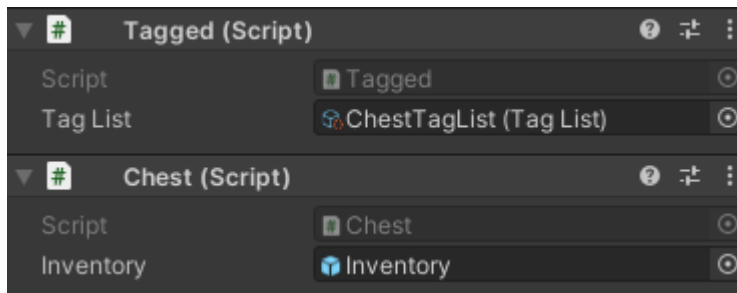 Tagged (Script)
Script Tagged
Tag List ChestTagList (Tag List)
Chest (Script)
Script Chest
Inventory Inventory